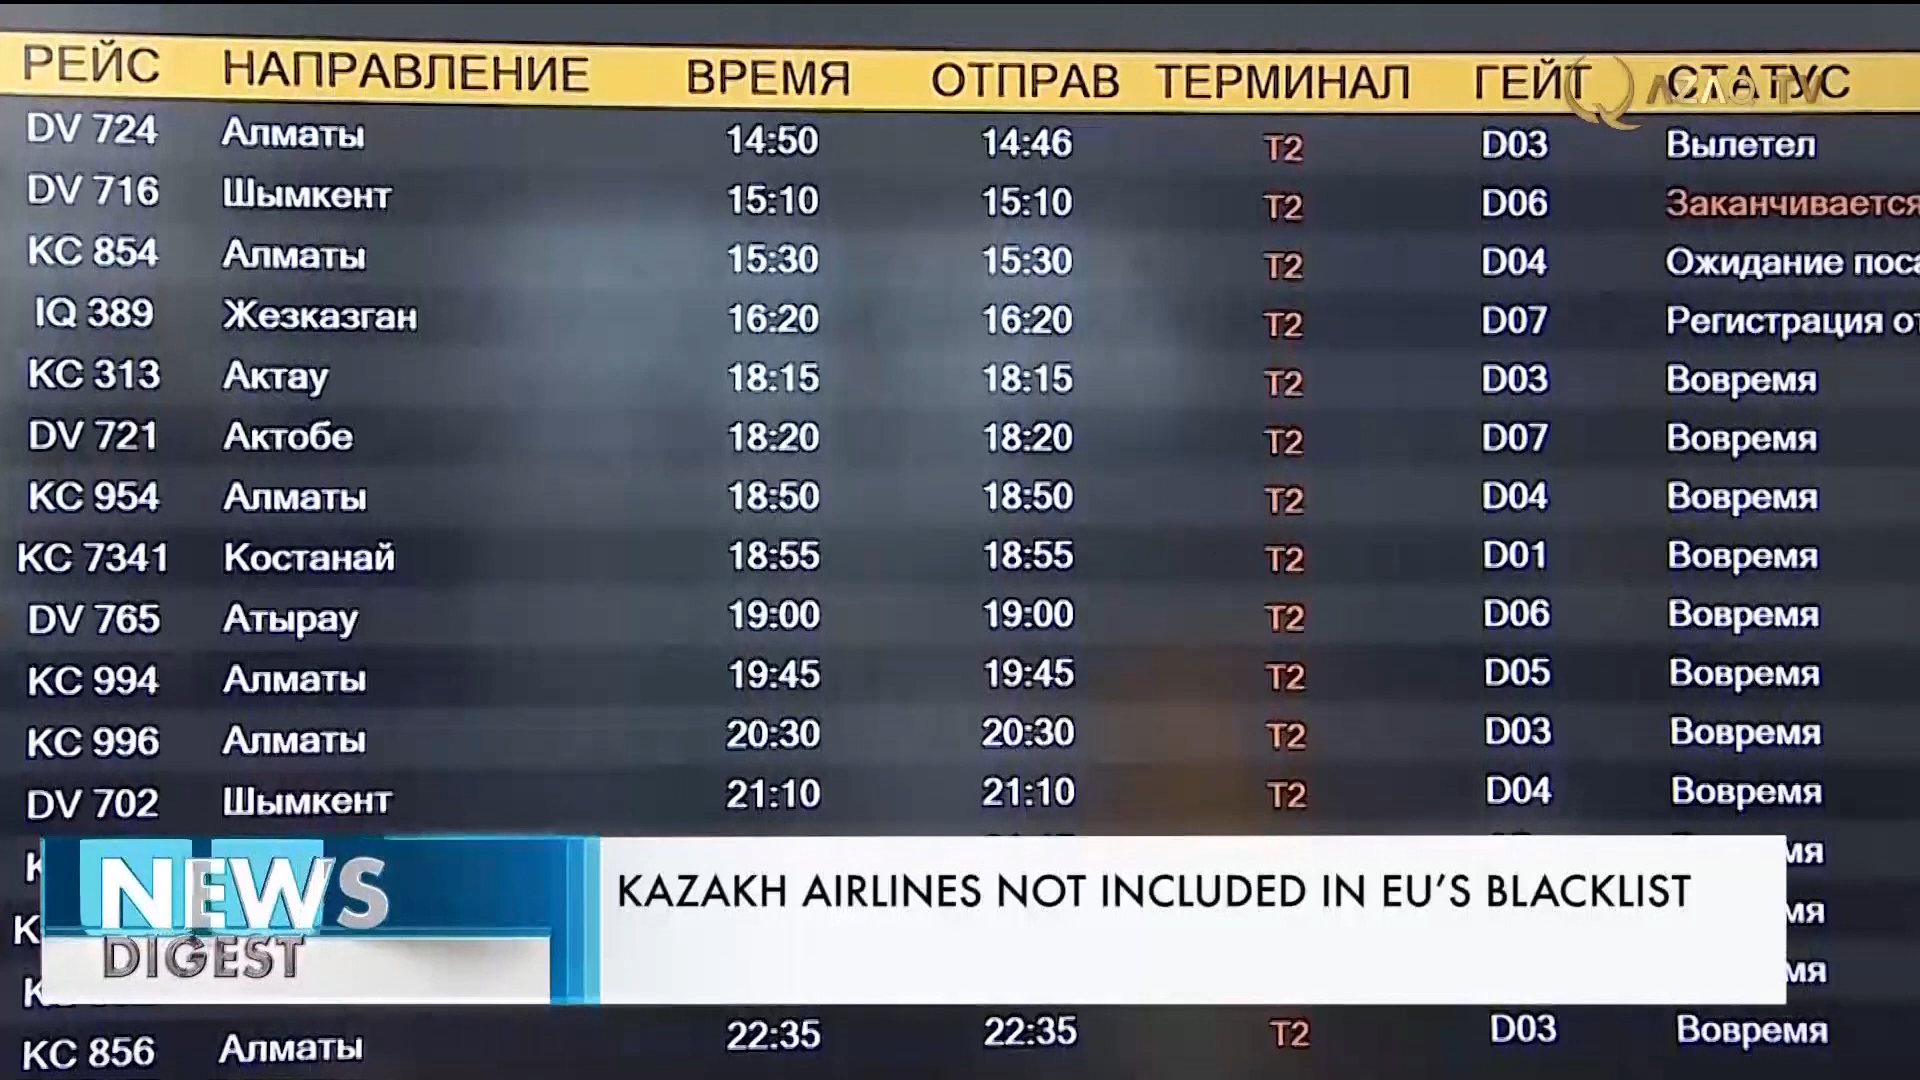 РЕЙС НАПРАВЛЕНИЕ ВРЕМЯ ОТПРАВ ТЕРМИНАЛ ГЕЙТ СТАТУС
QAZAQ TV
DV 724 Алматы 14:50 14:46 T2 D03 Вылетел
DV 716 Шымкент 15:10 15:10 T2 D06 Заканчивается
KC 854 Алматы 15:30 15:30 T2 D04 Ожидание
IQ 389 Жезказган 16:20 16:20 T2 D07 Регистрация
KC 313 Актау 18:15 18:15 T2 D03 Вовремя
DV 721 Актобе 18:20 18:20 T2 D07 Вовремя
KC 954 Алматы 18:50 18:50 T2 D04 Вовремя
KC 7341 Костанай 18:55 18:55 T2 D01 Вовремя
DV 765 Атырау 19:00 19:00 T2 D06 Вовремя
KC 994 Алматы 19:45 19:45 T2 D05 Вовремя
KC 996 Алматы 20:30 20:30 T2 D03 Вовремя
DV 702 Шымкент 21:10 21:10 T2 D04 Вовремя
NEWS
DIGEST
KAZAKH AIRLINES NOT INCLUDED IN EU’S BLACKLIST
KC 856 Алматы 22:35 22:35 T2 D03 Вовремя